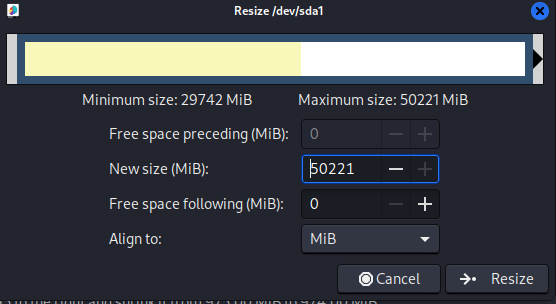 Resize /dev/sda1
Minimum size: 29742 MiB Maximum size: 50221 MiB
Free space preceding (MiB): 0
New size (MiB): 50221
Free space following (MiB): 0
Align to: MiB
Cancel Resize